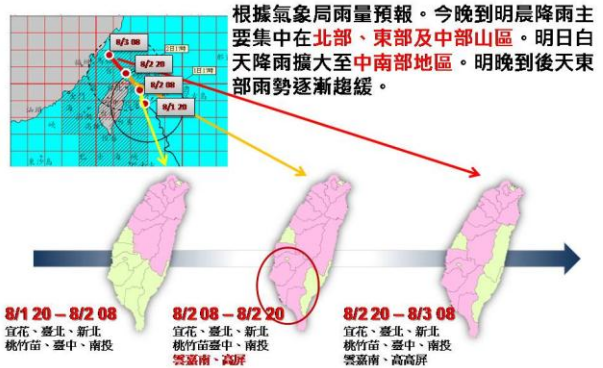 根據氣象局雨量預報。今晚到明晨降雨主
要集中在北部、東部及中部山區。明日白
天降雨擴大至中南部地區。明晚到後天東
部雨勢逐漸趨緩。
8/3 08
8/2 20
8/2 08
8/1 20
8/1 20 – 8/2 08
宜花、臺北、新北
桃竹苗、臺中、南投
8/2 08 – 8/2 20
宜花、臺北、新北
桃竹苗臺中、南投
雲嘉南、高屏
8/2 20 – 8/3 08
宜花、臺北、新北
桃竹苗、臺中、南投
雲嘉南、高高屏